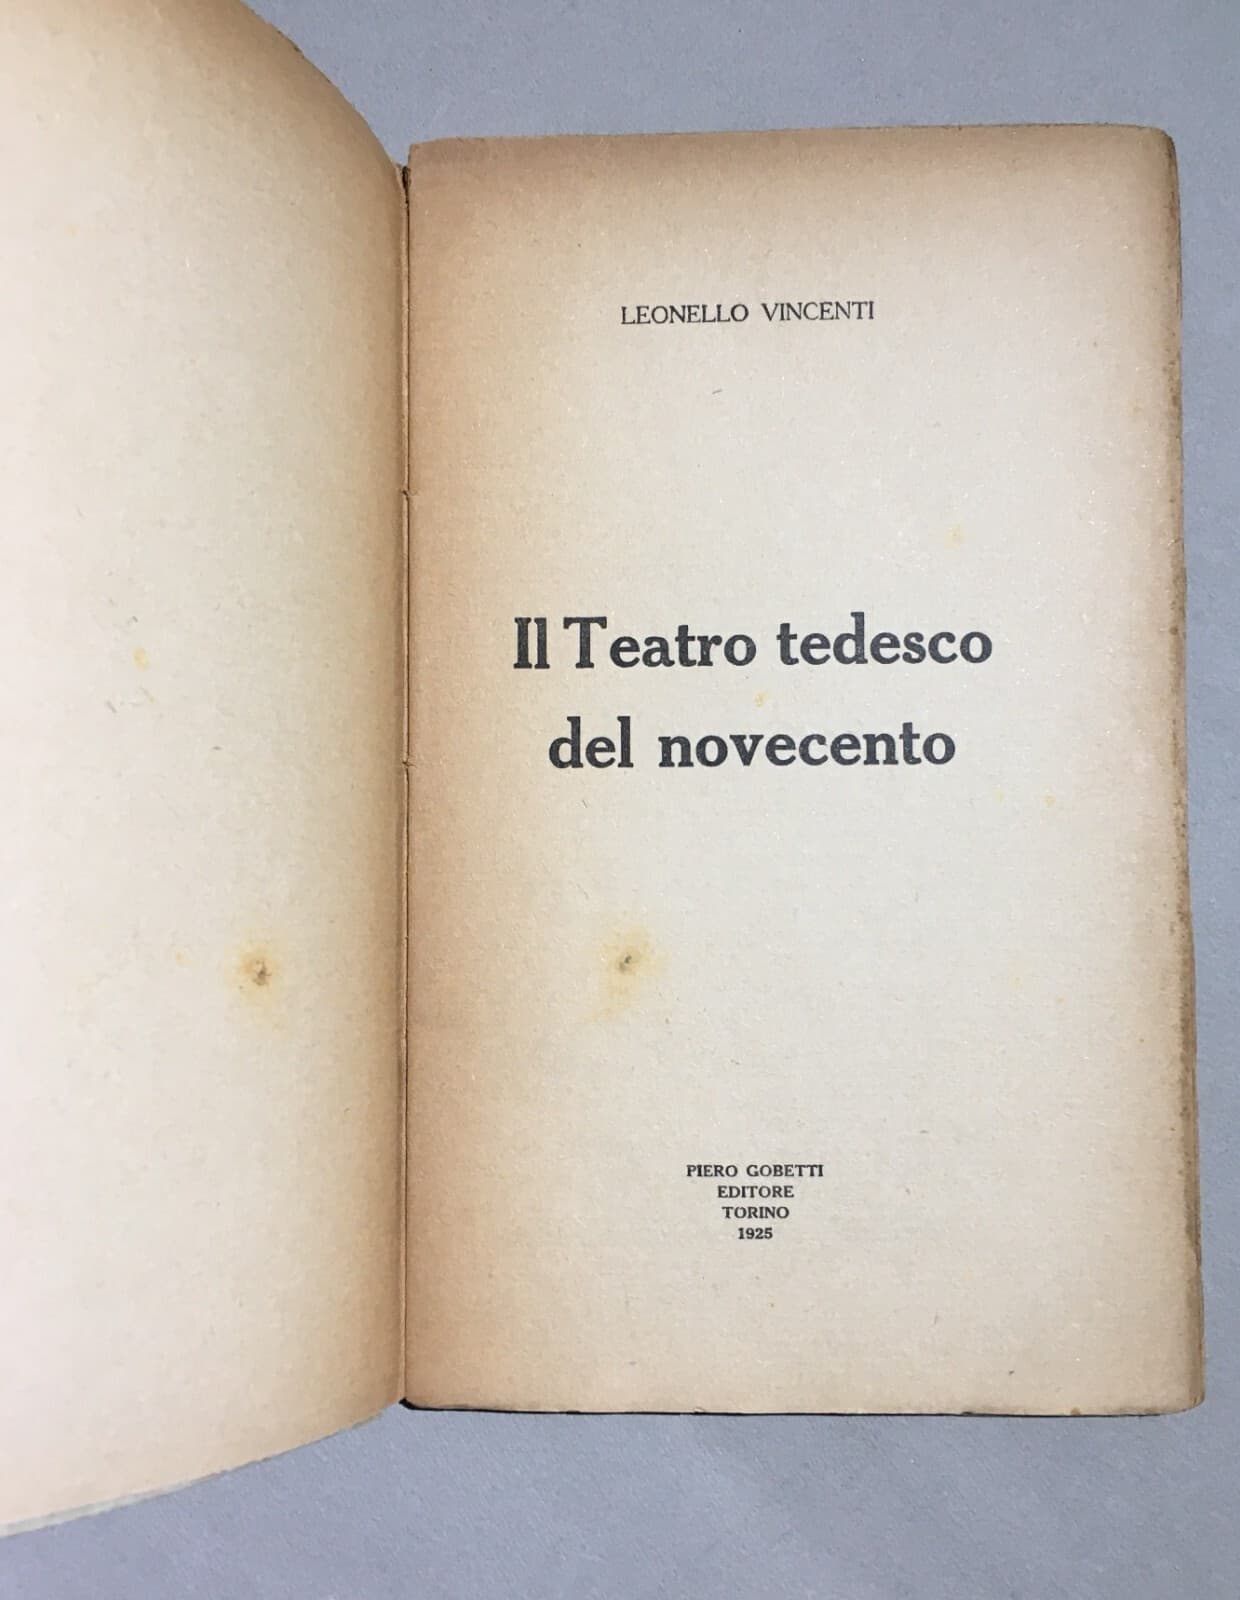 LEONELLO VINCENTI
Il Teatro tedesco
del novecento
PIERO GOBETTI
EDITORE
TORINO
1925